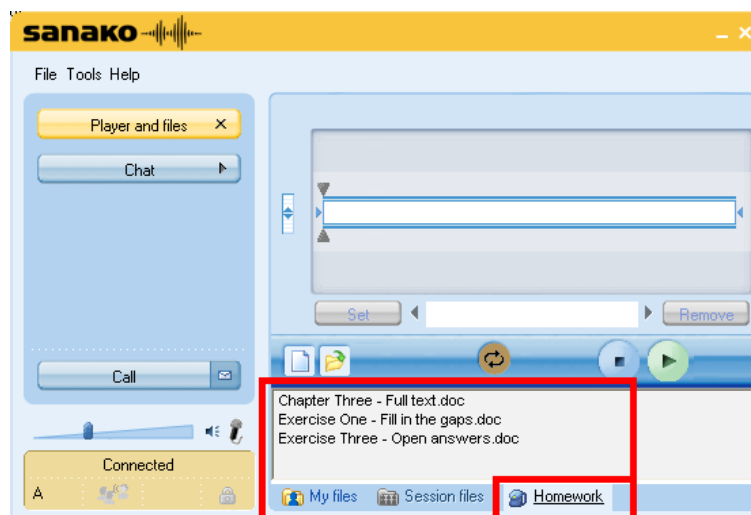 sanako
File Tools Help
Player and files
Chat
Set
Remove
Call
Chapter Three - Full text.doc
Exercise One - Fill in the gaps.doc
Exercise Three - Open answers.doc
Connected
A
My files Session files Homework